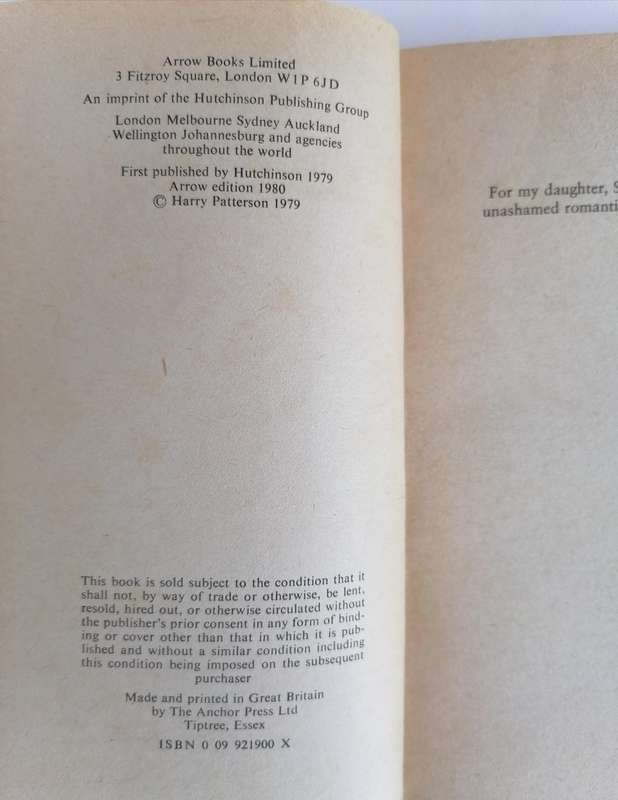 Arrow Books Limited
3 Fitzroy Square, London W1P 6JD
An imprint of the Hutchinson Publishing Group
London Melbourne Sydney Auckland
Wellington Johannesburg and agencies
throughout the world
First published by Hutchinson 1979
Arrow edition 1980
© Harry Patterson 1979
This book is sold subject to the condition that it
shall not, by way of trade or otherwise, be lent,
resold, hired out, or otherwise circulated without
the publisher's prior consent in any form of bind-
ing or cover other than that in which it is pub-
lished and without a similar condition including
this condition being imposed on the subsequent
purchaser
Made and printed in Great Britain
by The Anchor Press Ltd
Tiptree, Essex
ISBN 0 09 921900 X
For my daughter, S
unashamed romanti